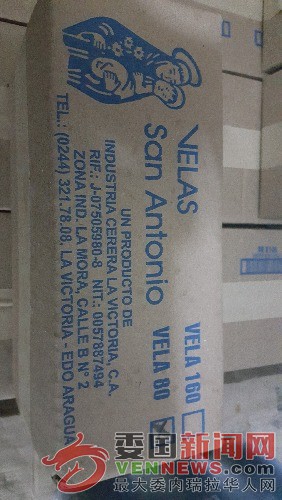 VELAS
San Antonio
VELA 80
VELA 160
UN PRODUCTO DE
INDUSTRIA CERERA LA VICTORIA, C.A.
RIF.: J-07505980-8 NIT.: 0057887494
ZONA IND. LA MORA, CALLE B Nº 2
TEL.: (0244) 321.78.08. LA VICTORIA - EDO ARAGUA
委国新闻网
VENNEWS.COM
最大委内瑞拉华人网